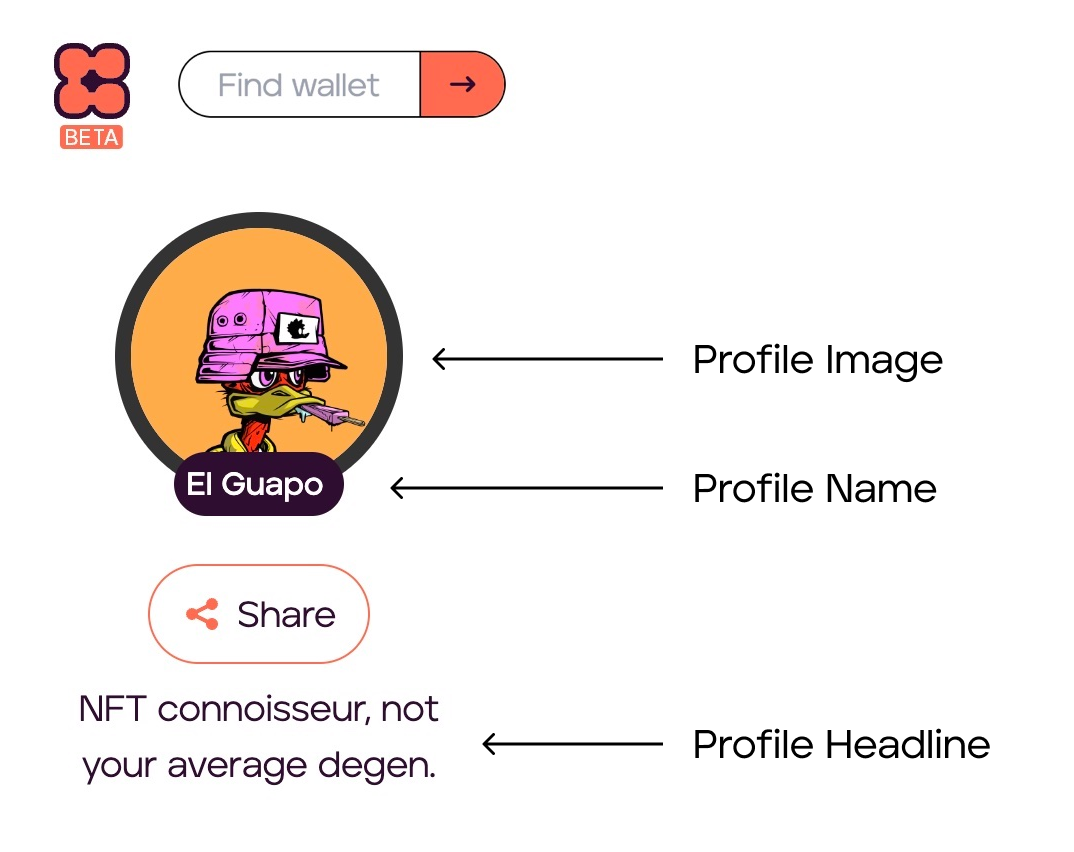 BETA
Find wallet
Profile Image
El Guapo
Profile Name
Share
NFT connoisseur, not
your average degen.
Profile Headline